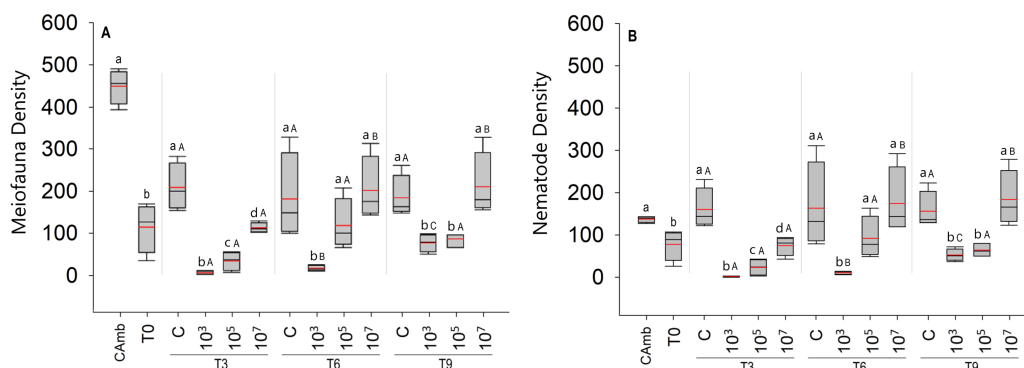 A
600
500
400
300
200
100
0
Meiofauna Density
a
b
a A
b A
c A
d A
a A
b B
a A
a B
a A
b C
b A
a B
CAmb
T0
C
10³
10⁵
10⁷
C
10³
10⁵
10⁷
C
10³
10⁵
10⁷
T3
T6
T9
B
600
500
400
300
200
100
0
Nematode Density
a
b
a A
b A
c A
d A
a A
b B
a A
a B
a A
b C
b A
a B
CAmb
T0
C
10³
10⁵
10⁷
C
10³
10⁵
10⁷
C
10³
10⁵
10⁷
T3
T6
T9